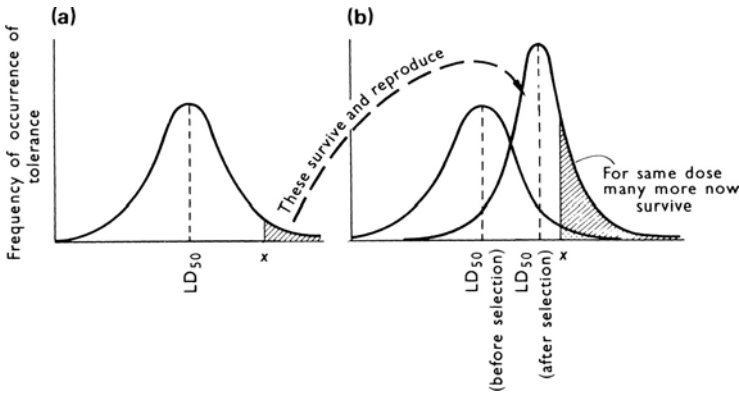 (a)
(b)
Frequency of occurrence of
tolerance
These survive and reproduce
For same dose
many more now
survive
LD50
x
LD50
(before selection)
LD50
(after selection)
x